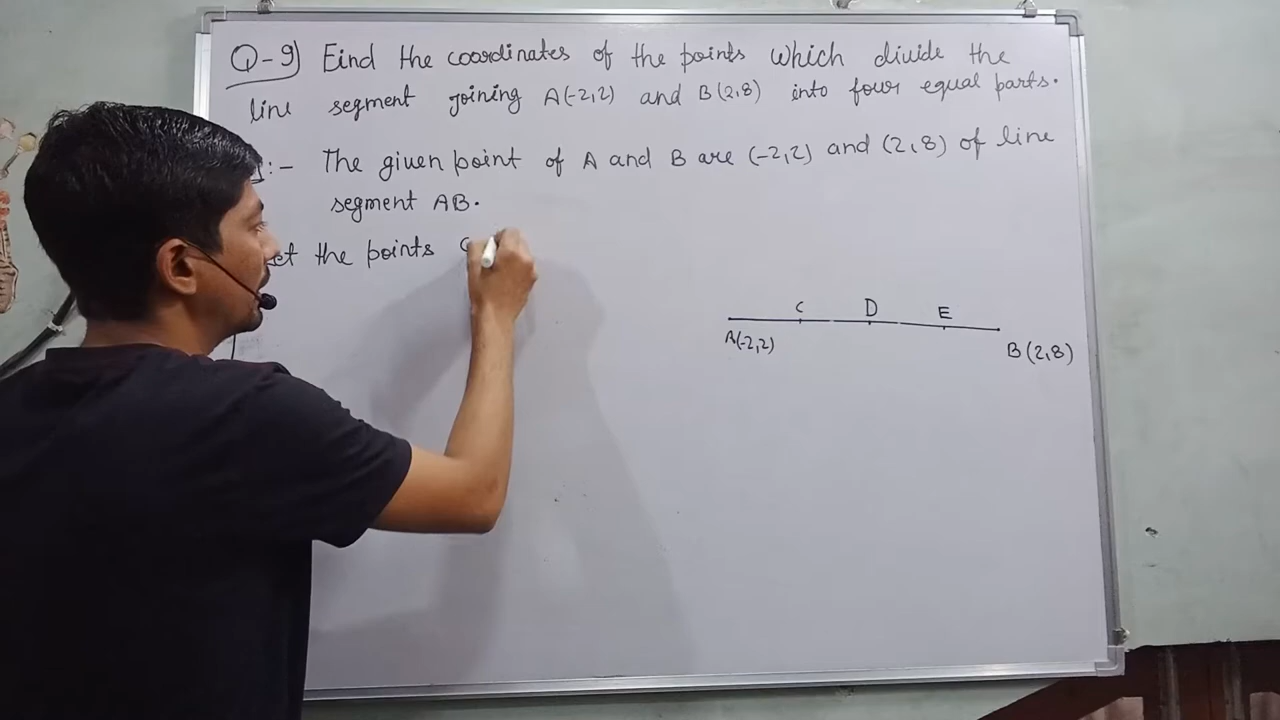 Q-9) Find the coordinates of the points which divide the
line segment joining A(-2,2) and B(2,8) into four equal parts.
:- The given point of A and B are (-2,2) and (2,8) of line
segment AB.
the points C
C D E
A(-2,2)
B(2,8)